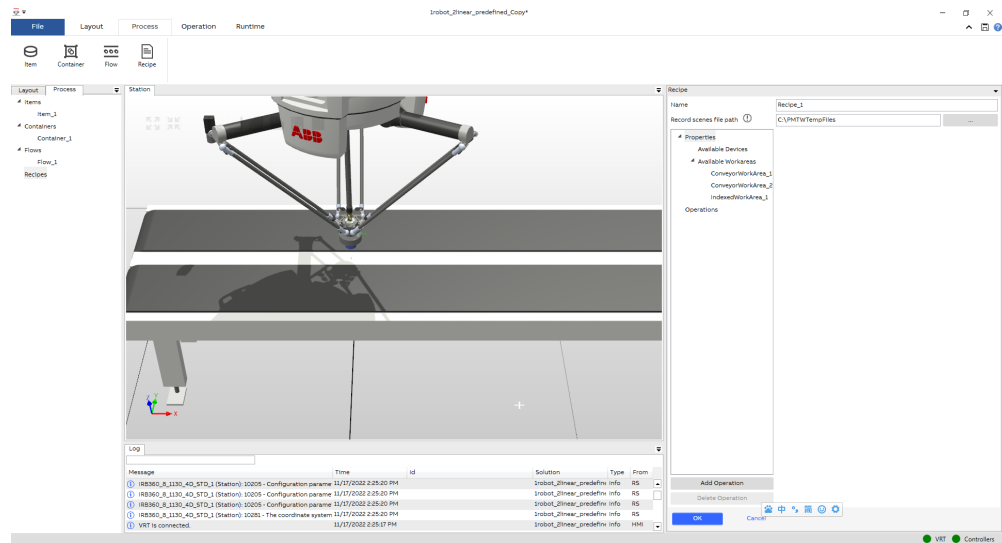 1robot_2linear_predefined_Copy*
File Layout Process Operation Runtime
Item Container Flow Recipe
Layout Process
Items
Item_1
Containers
Container_1
Flows
Flow_1
Recipes
Station
ABB
Z Y
X
Log
Message Time Id Solution Type From
IRB360_8_1130_4D_STD_1 (Station): 10205 - Configuration parame 11/17/2022 2:25:20 PM 1robot_2linear_predefine Info RS
IRB360_8_1130_4D_STD_1 (Station): 10205 - Configuration parame 11/17/2022 2:25:20 PM 1robot_2linear_predefine Info RS
IRB360_8_1130_4D_STD_1 (Station): 10205 - Configuration parame 11/17/2022 2:25:20 PM 1robot_2linear_predefine Info RS
IRB360_8_1130_4D_STD_1 (Station): 10281 - The coordinate system 11/17/2022 2:25:20 PM 1robot_2linear_predefine Info RS
VRT is connected. 11/17/2022 2:25:17 PM 1robot_2linear_predefine Info HMI
Recipe
Name Recipe_1
Record scenes file path C:\PMTWTempFiles ...
Properties
Available Devices
Available Workareas
ConveyorWorkArea_1
ConveyorWorkArea_2
IndexedWorkArea_1
Operations
Add Operation
Delete Operation
OK Cancel
中 简
VRT Controllers